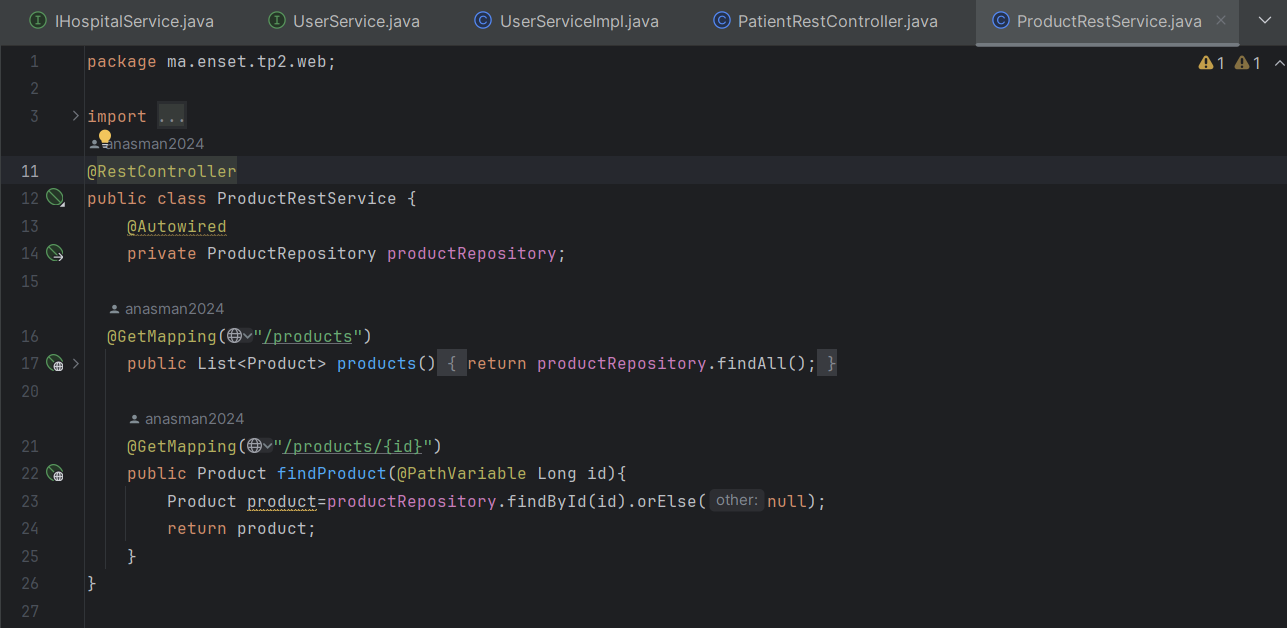 IHospitalService.java UserService.java UserServiceImpl.java PatientRestController.java ProductRestService.java
1 package ma.enset.tp2.web; 1 1
2
3 import ...
anasman2024
11 @RestController
12 public class ProductRestService {
13 @Autowired
14 private ProductRepository productRepository;
15
anasman2024
16 @GetMapping("/products")
17 public List<Product> products() { return productRepository.findAll(); }
20
anasman2024
21 @GetMapping("/products/{id}")
22 public Product findProduct(@PathVariable Long id){
23 Product product=productRepository.findById(id).orElse( other: null);
24 return product;
25 }
26 }
27